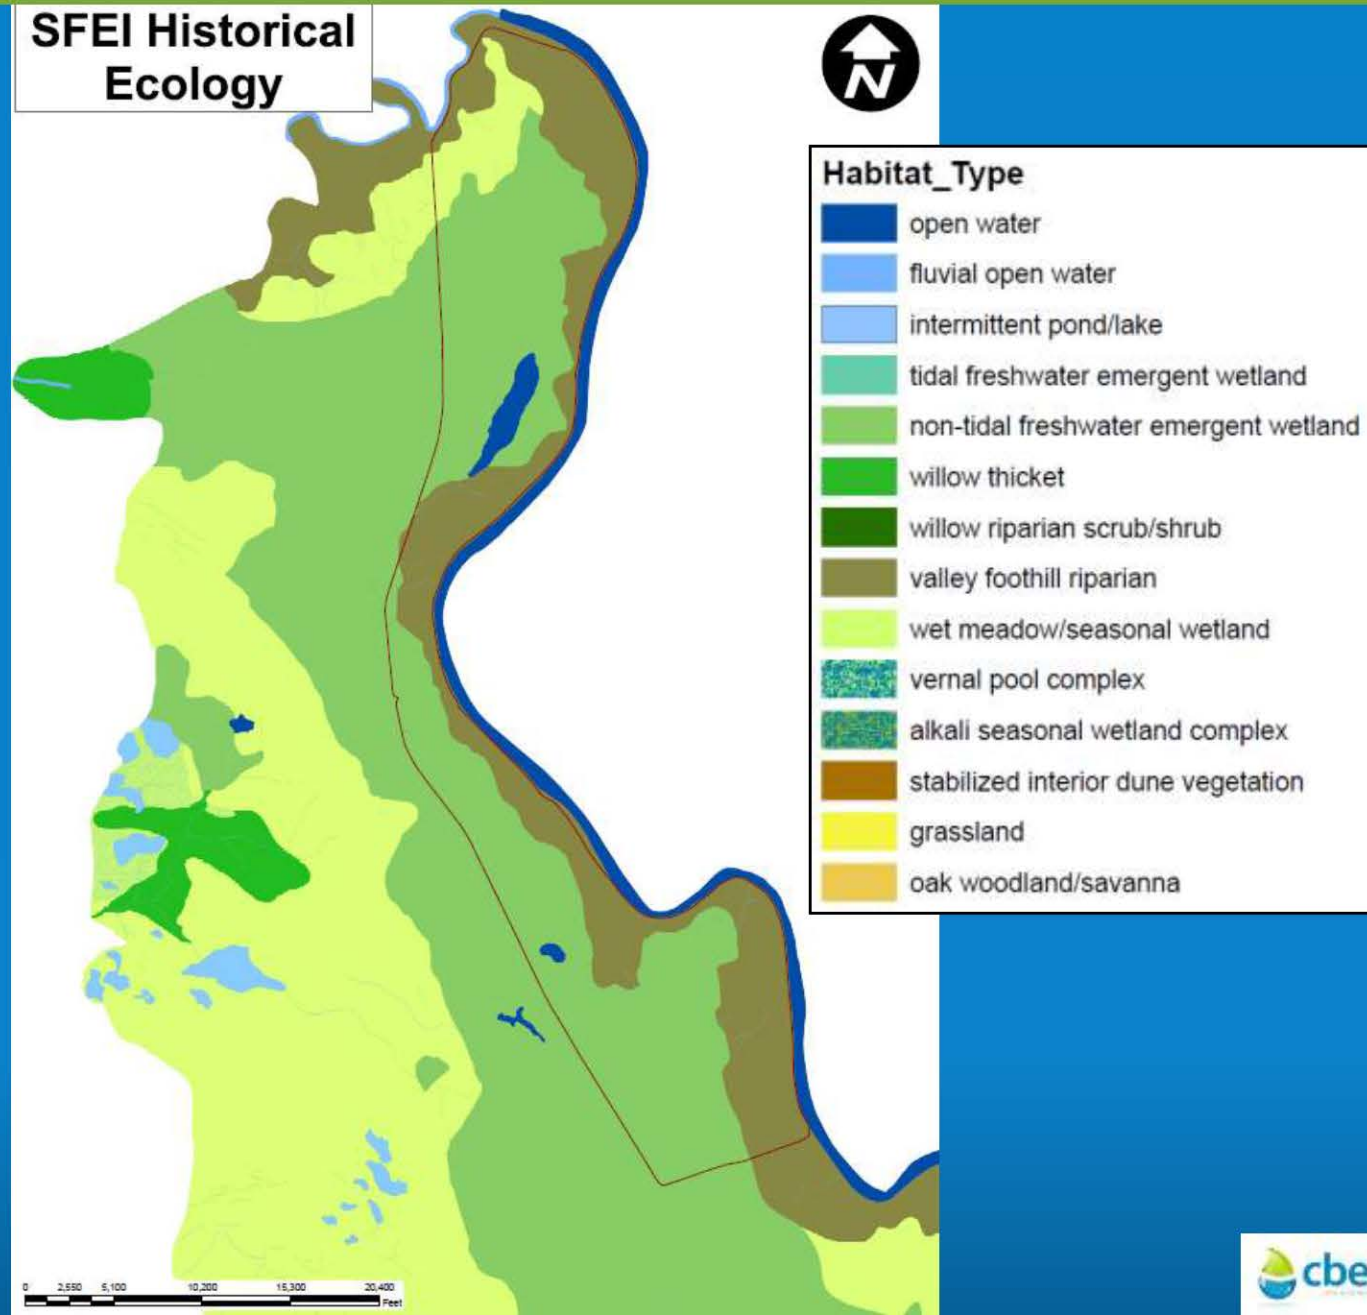 SFEI Historical
Ecology
N
Habitat_Type
open water
fluvial open water
intermittent pond/lake
tidal freshwater emergent wetland
non-tidal freshwater emergent wetland
willow thicket
willow riparian scrub/shrub
valley foothill riparian
wet meadow/seasonal wetland
vernal pool complex
alkali seasonal wetland complex
stabilized interior dune vegetation
grassland
oak woodland/savanna
0 2,550 5,100 10,200 15,300 20,400
Feet
cbe